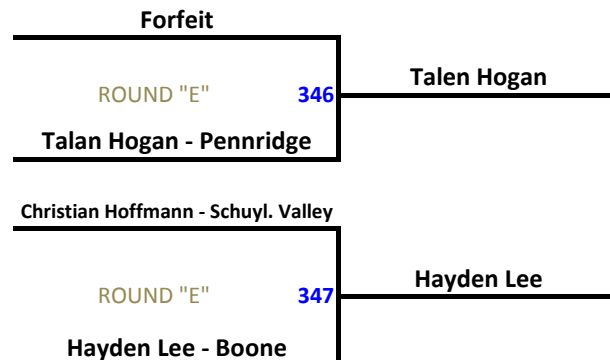 Forfeit
ROUND "E" 346
Talen Hogan
Talan Hogan - Pennridge
Christian Hoffmann - Schuyl. Valley
ROUND "E" 347
Hayden Lee
Hayden Lee - Boone